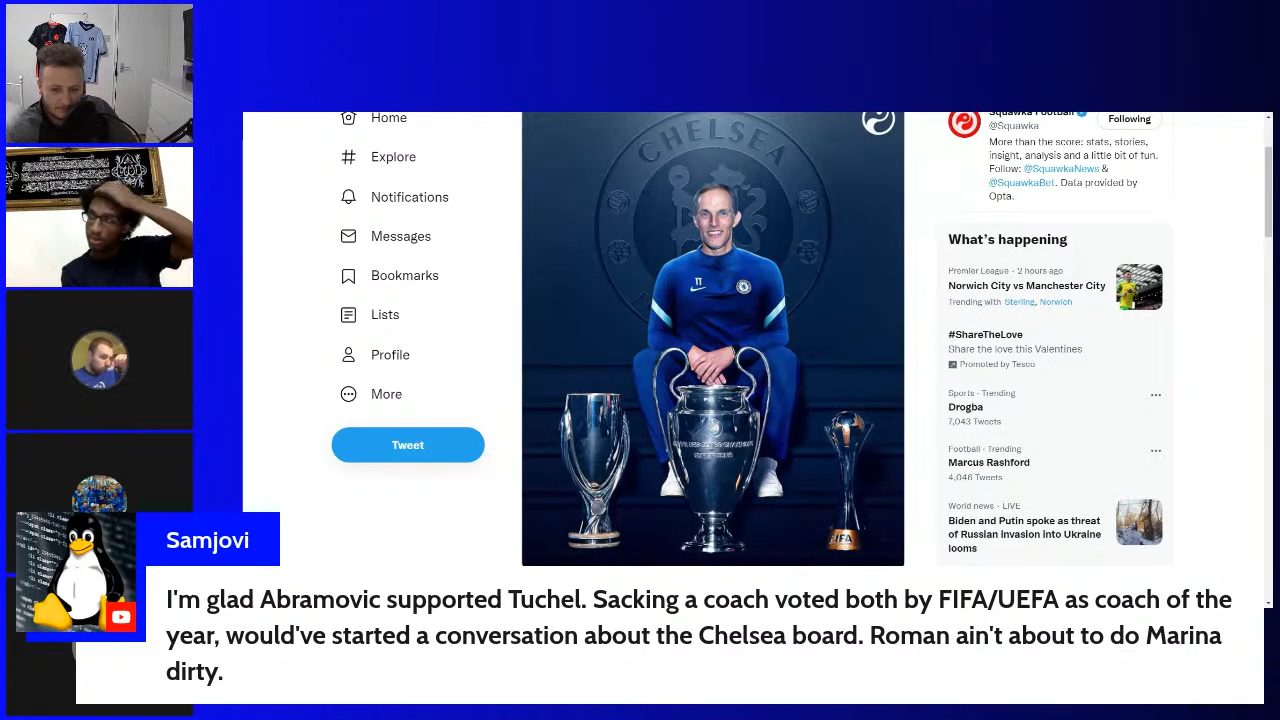 Home
Explore
Notifications
Messages
Bookmarks
Lists
Profile
More
Tweet
CHELSEA
TT
FIFA
Squawka Football
@Squawka
Following
More than the score: stats, stories,
insight, analysis and a little bit of fun.
Follow: @SquawkaNews &
@SquawkaBet. Data provided by
Opta.
What's happening
Premier League · 2 hours ago
Norwich City vs Manchester City
Trending with Sterling, Norwich
#ShareTheLove
Share the love this Valentines
Promoted by Tesco
Sports · Trending
Drogba
7,043 Tweets
Football · Trending
Marcus Rashford
4,046 Tweets
World news · LIVE
Biden and Putin spoke as threat
of Russian invasion into Ukraine
looms
Samjovi
I'm glad Abramovic supported Tuchel. Sacking a coach voted both by FIFA/UEFA as coach of the
year, would've started a conversation about the Chelsea board. Roman ain't about to do Marina
dirty.